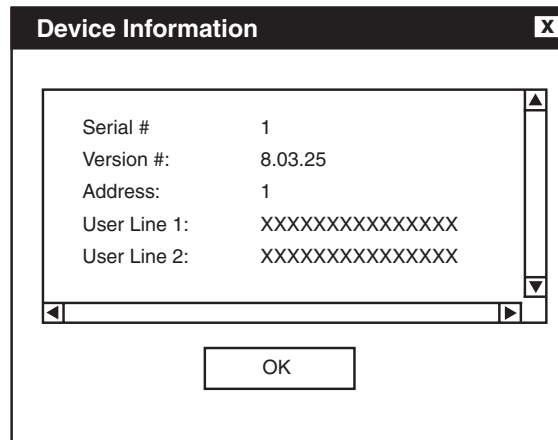 Device Information X
Serial # 1
Version #: 8.03.25
Address: 1
User Line 1: XXXXXXXXXXXXXXX
User Line 2: XXXXXXXXXXXXXXX
OK